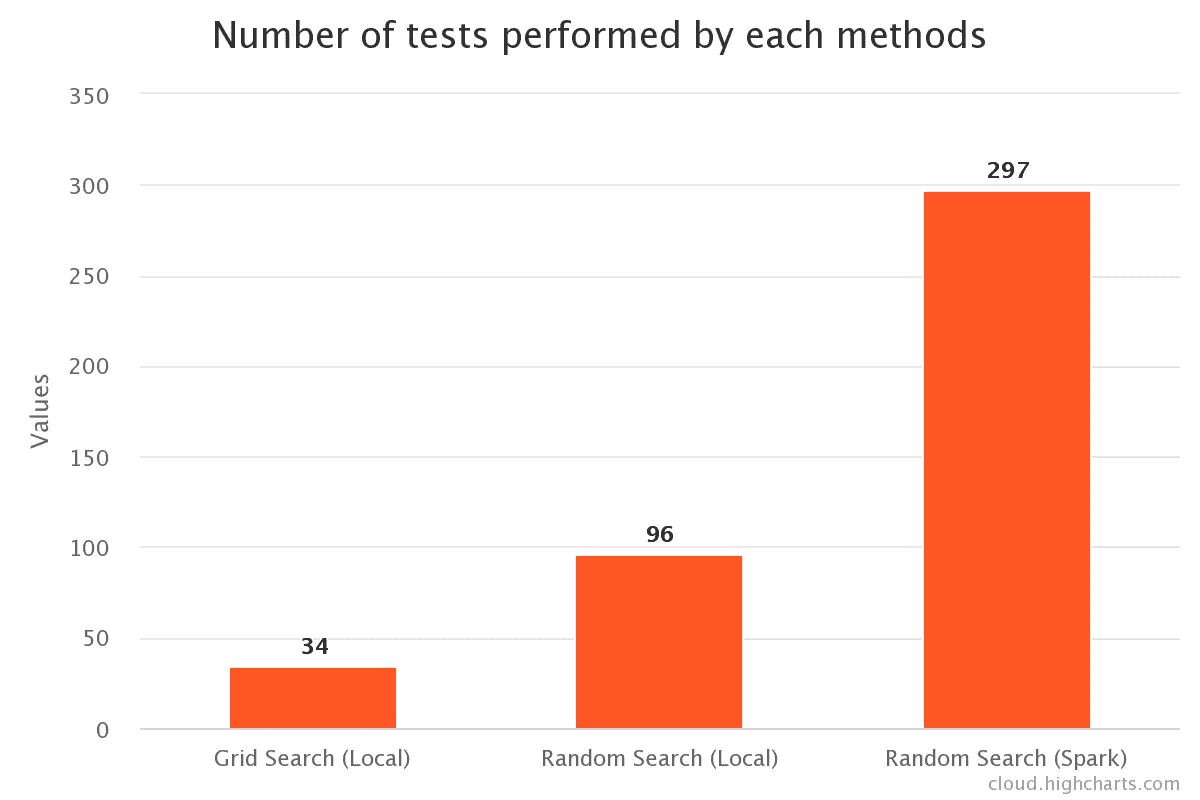 Number of tests performed by each methods
350
300
250
200
150
100
50
0
Values
297
96
34
Grid Search (Local)
Random Search (Local)
Random Search (Spark)
cloud.highcharts.com